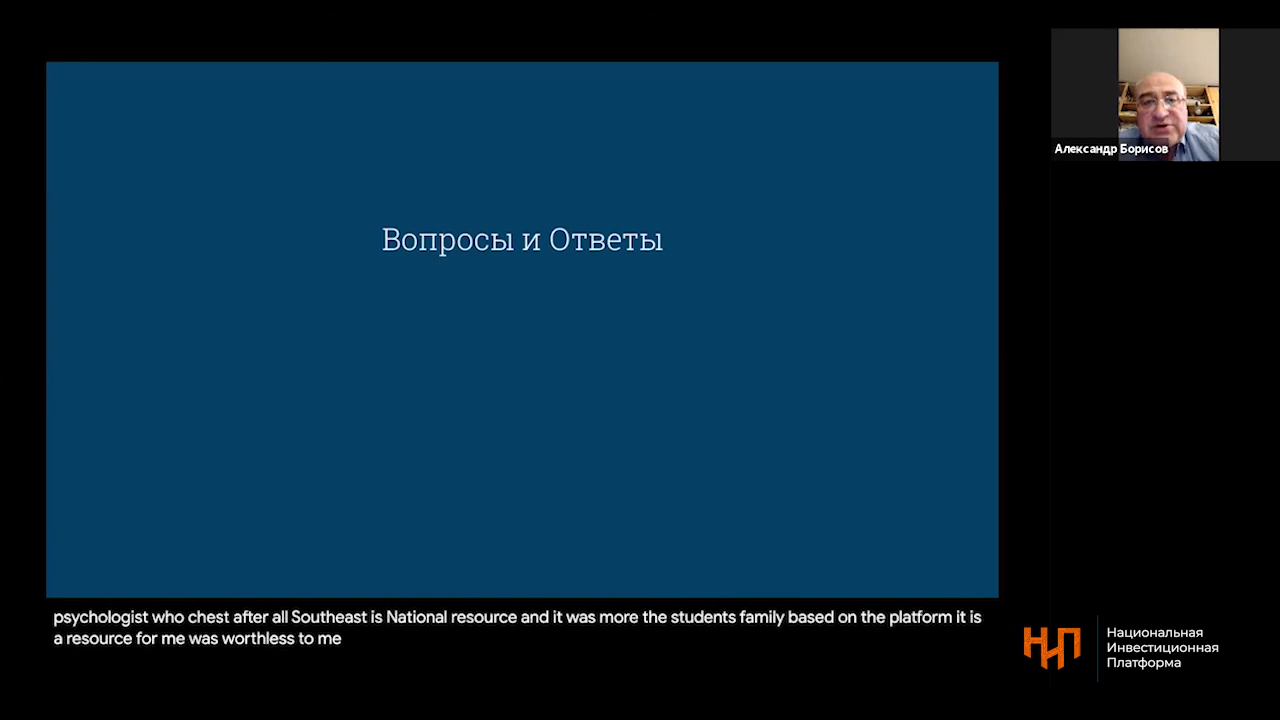 Александр Борисов
Вопросы и Ответы
psychologist who chest after all Southeast is National resource and it was more the students family based on the platform it is
a resource for me was worthless to me
НИП
Национальная
Инвестиционная
Платформа